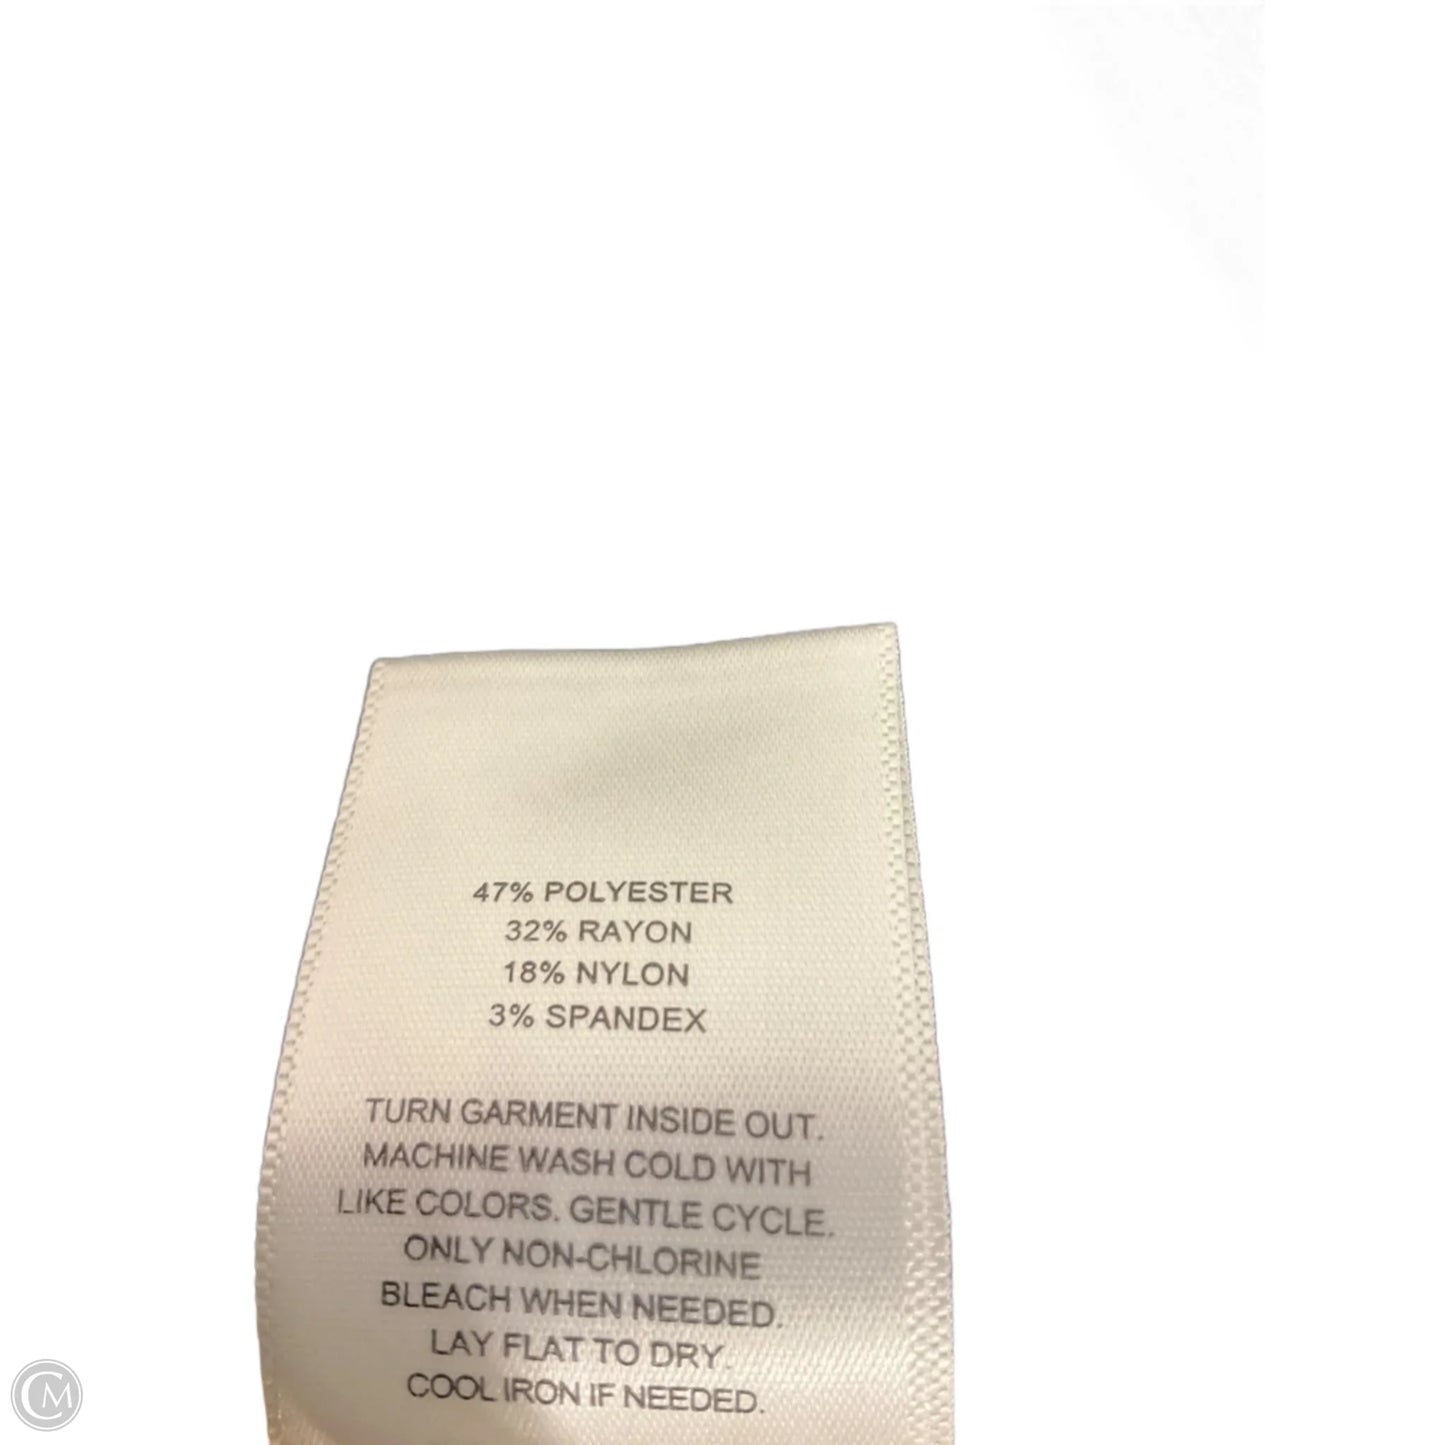 47% POLYESTER
32% RAYON
18% NYLON
3% SPANDEX
TURN GARMENT INSIDE OUT.
MACHINE WASH COLD WITH
LIKE COLORS. GENTLE CYCLE.
ONLY NON-CHLORINE
BLEACH WHEN NEEDED.
LAY FLAT TO DRY.
COOL IRON IF NEEDED.
CM